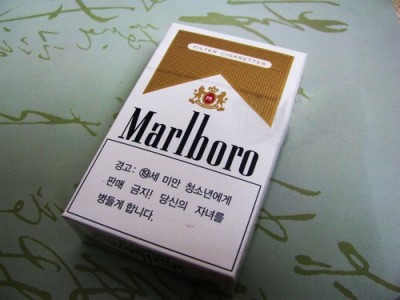 FILTER CIGARETTES
Marlboro
경고: ⑲세 미만 청소년에게
판매 금지! 당신의 자녀를
병들게 합니다.